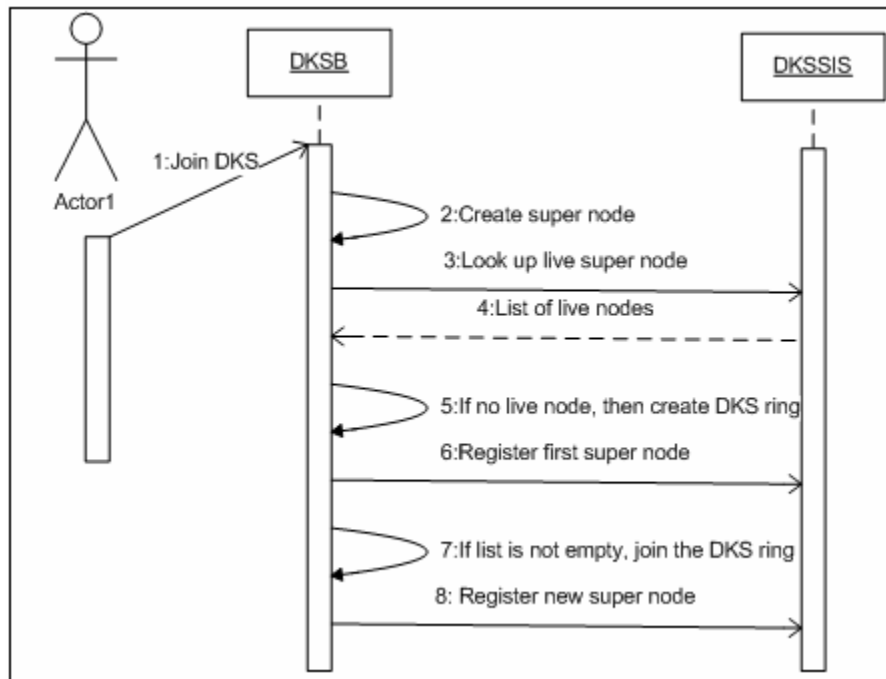 DKSB
DKSSIS
1:Join DKS
Actor1
2:Create super node
3:Look up live super node
4:List of live nodes
5:If no live node, then create DKS ring
6:Register first super node
7:If list is not empty, join the DKS ring
8: Register new super node